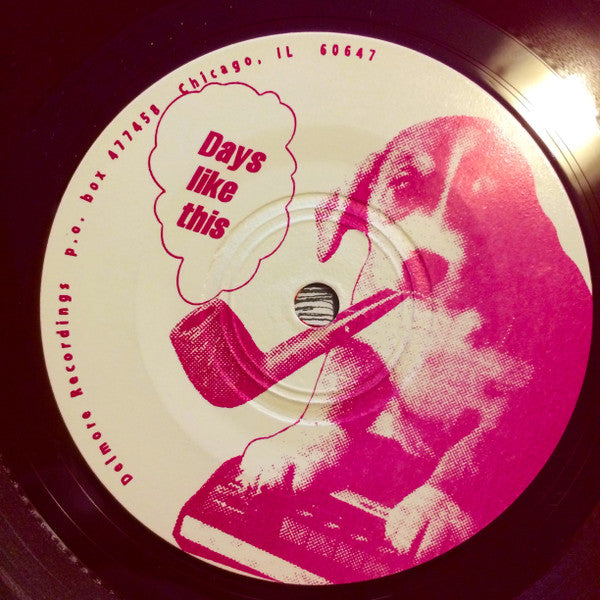 Delmore Recordings p.o. box 477458 Chicago, IL 60647
Days
like
this